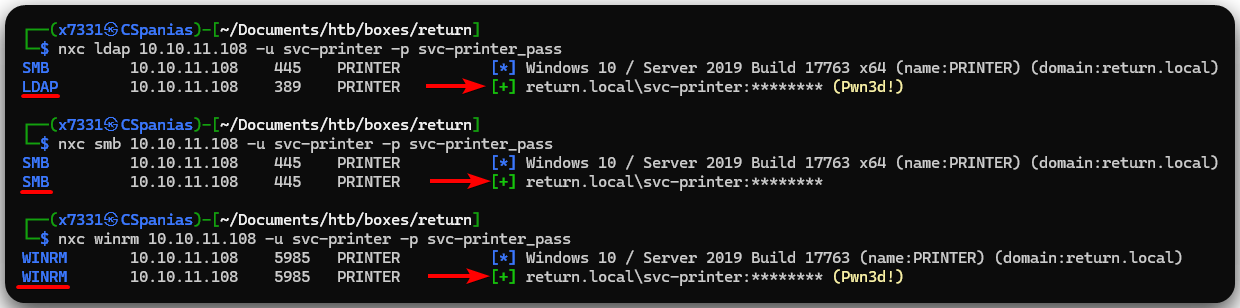 ┌──(x7331㉿CSpanias)-[~/Documents/htb/boxes/return]
└─$ nxc ldap 10.10.11.108 -u svc-printer -p svc-printer_pass
SMB 10.10.11.108 445 PRINTER [*] Windows 10 / Server 2019 Build 17763 x64 (name:PRINTER) (domain:return.local)
LDAP 10.10.11.108 389 PRINTER [+] return.local\svc-printer:******** (Pwn3d!)
┌──(x7331㉿CSpanias)-[~/Documents/htb/boxes/return]
└─$ nxc smb 10.10.11.108 -u svc-printer -p svc-printer_pass
SMB 10.10.11.108 445 PRINTER [*] Windows 10 / Server 2019 Build 17763 x64 (name:PRINTER) (domain:return.local)
SMB 10.10.11.108 445 PRINTER [+] return.local\svc-printer:********
┌──(x7331㉿CSpanias)-[~/Documents/htb/boxes/return]
└─$ nxc winrm 10.10.11.108 -u svc-printer -p svc-printer_pass
WINRM 10.10.11.108 5985 PRINTER [*] Windows 10 / Server 2019 Build 17763 (name:PRINTER) (domain:return.local)
WINRM 10.10.11.108 5985 PRINTER [+] return.local\svc-printer:******** (Pwn3d!)